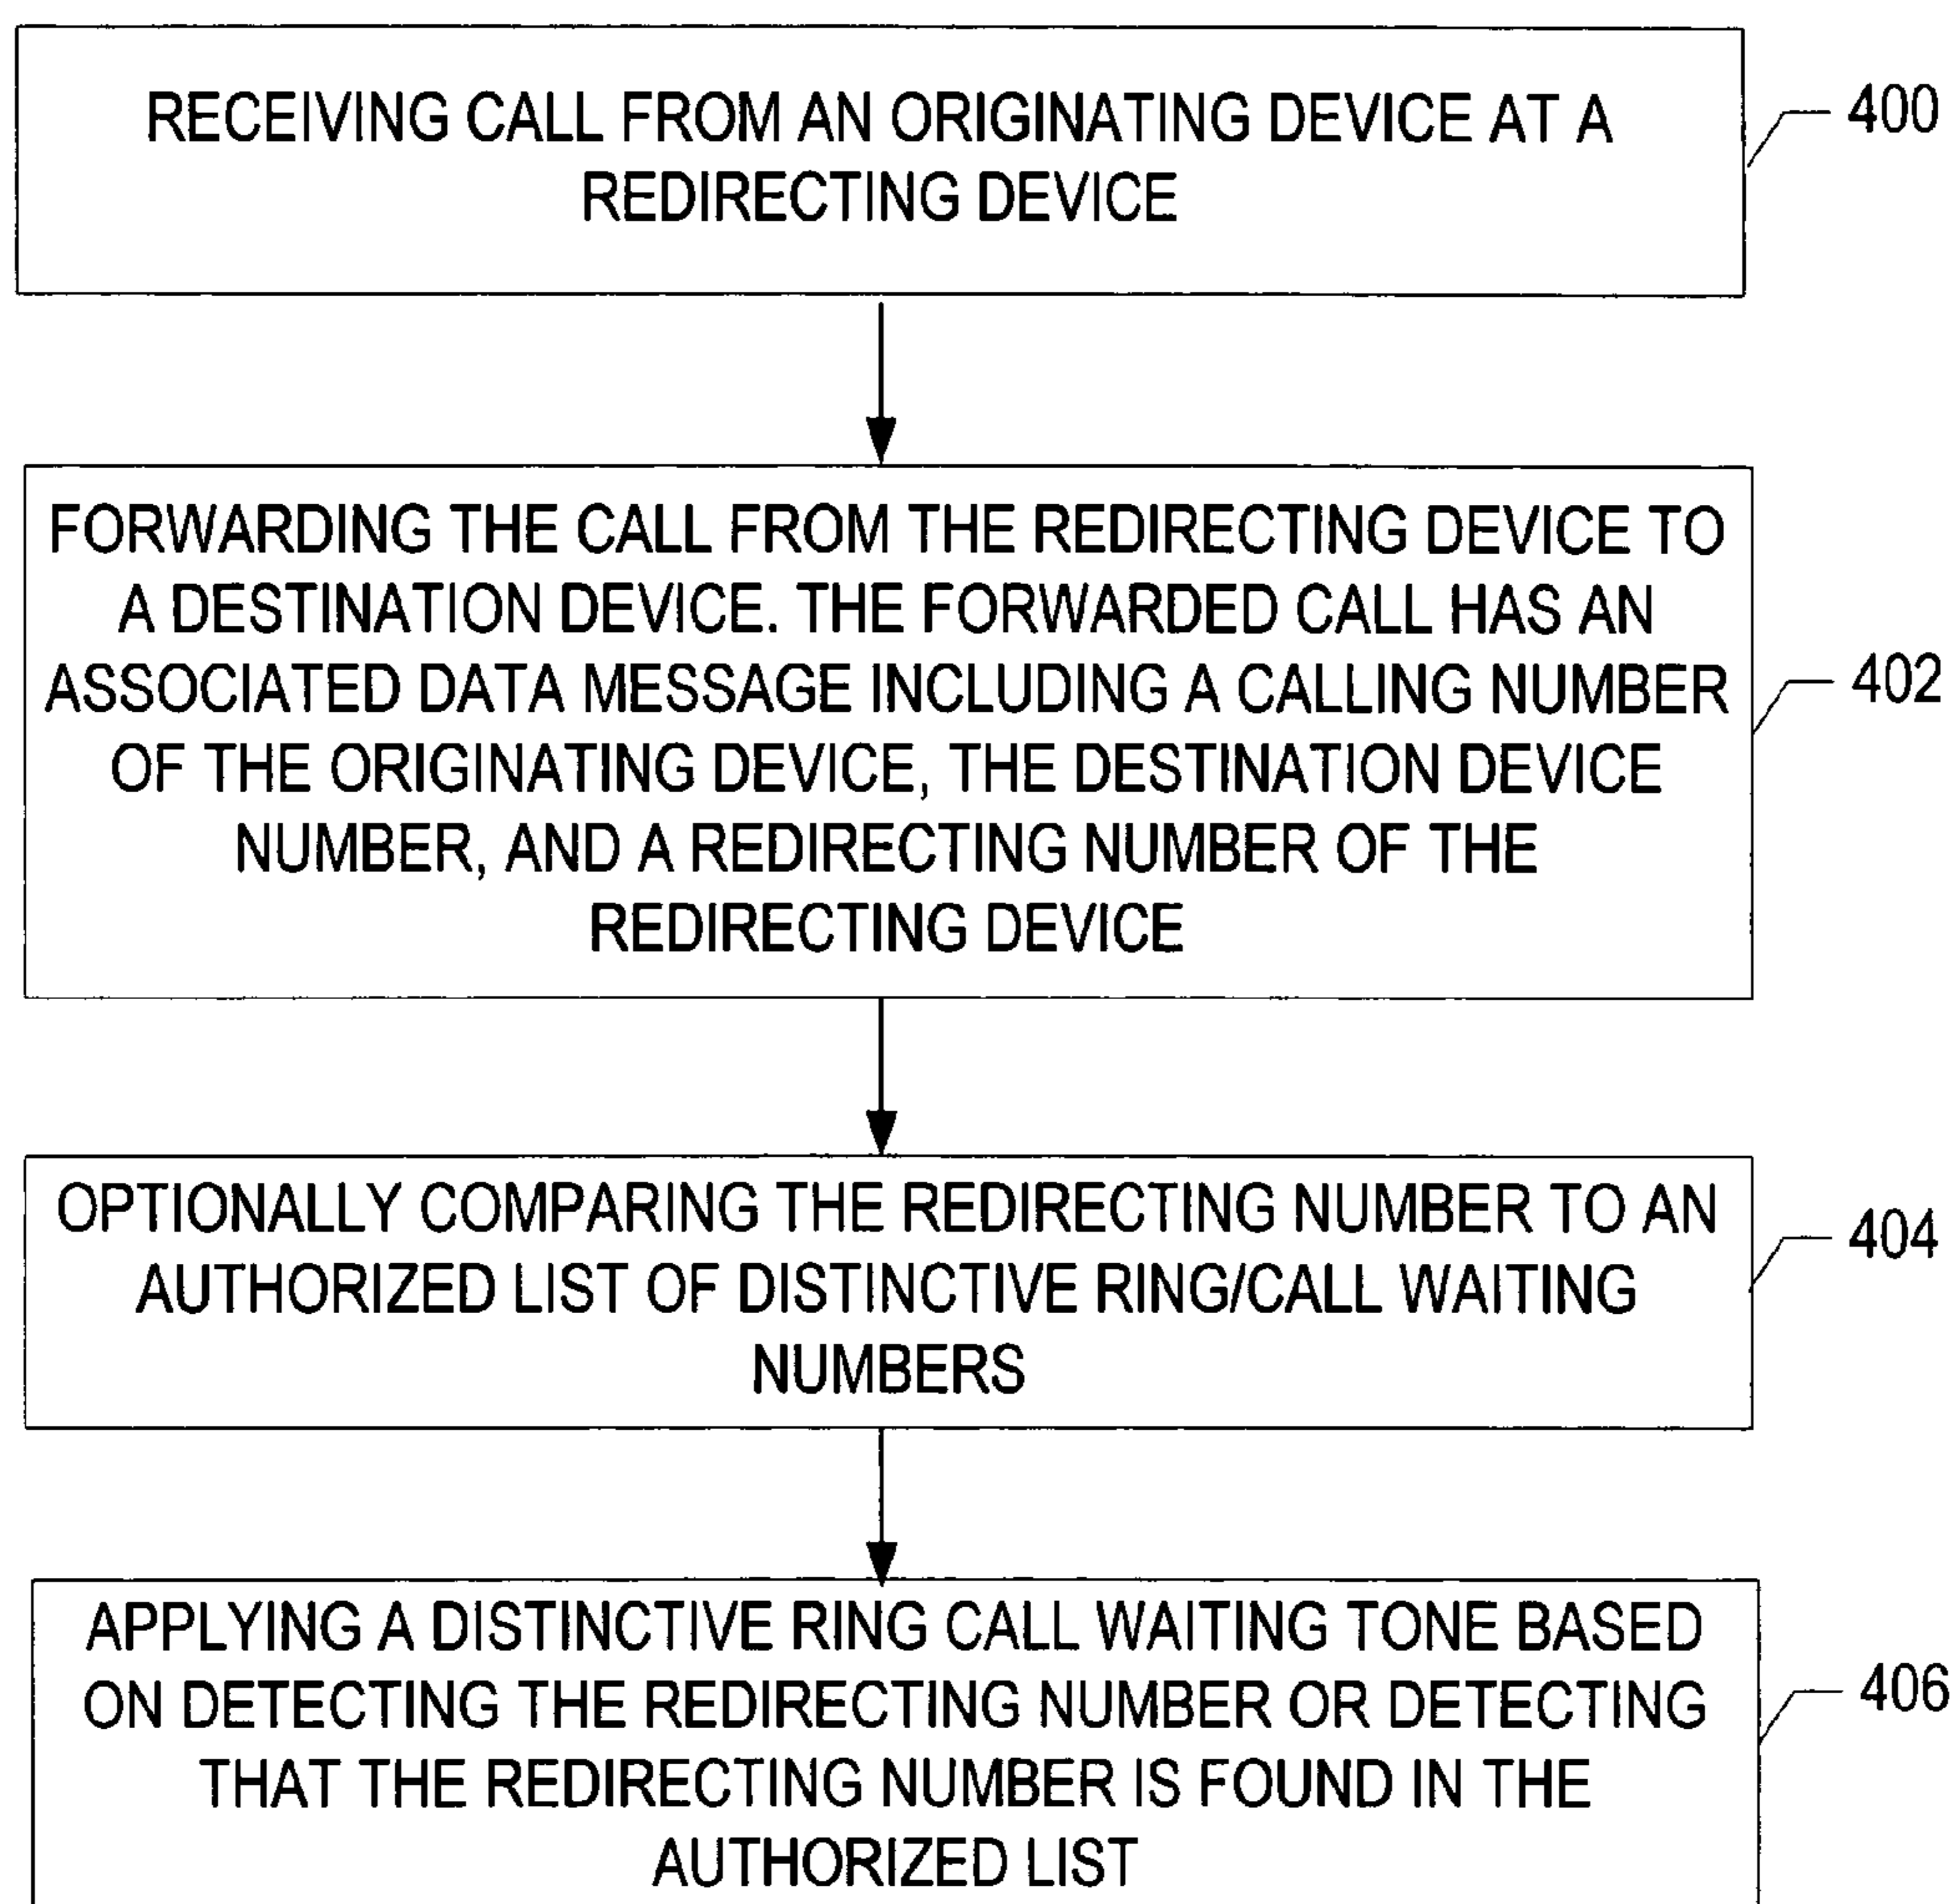 RECEIVING CALL FROM AN ORIGINATING DEVICE AT A
REDIRECTING DEVICE
400
FORWARDING THE CALL FROM THE REDIRECTING DEVICE TO
A DESTINATION DEVICE. THE FORWARDED CALL HAS AN
ASSOCIATED DATA MESSAGE INCLUDING A CALLING NUMBER
OF THE ORIGINATING DEVICE, THE DESTINATION DEVICE
NUMBER, AND A REDIRECTING NUMBER OF THE
REDIRECTING DEVICE
402
OPTIONALLY COMPARING THE REDIRECTING NUMBER TO AN
AUTHORIZED LIST OF DISTINCTIVE RING/CALL WAITING
NUMBERS
404
APPLYING A DISTINCTIVE RING CALL WAITING TONE BASED
ON DETECTING THE REDIRECTING NUMBER OR DETECTING
THAT THE REDIRECTING NUMBER IS FOUND IN THE
AUTHORIZED LIST
406